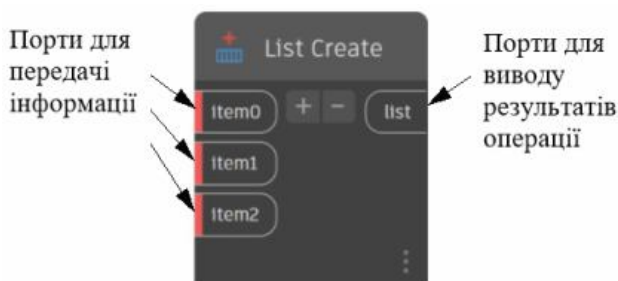 Порти для
передачі
інформації
List Create
item0
+ -
list
item1
item2
Порти для
виводу
результатів
операції